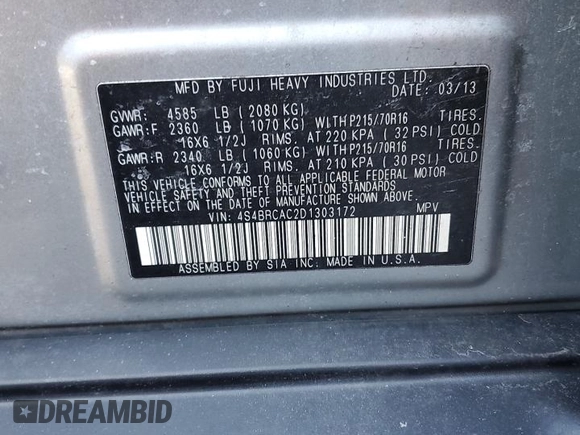 MFD BY FUJI HEAVY INDUSTRIES LTD.
DATE: 03/13
GVWR: 4585 LB (2080 KG)
GAWR:F 2360 LB (1070 KG) WITH P215/70R16 TIRES.
16X6 1/2J RIMS. AT 220 KPA (32 PSI) COLD
GAWR:R 2340 LB (1060 KG) WITH P215/70R16 TIRES.
16X6 1/2J RIMS. AT 210 KPA (30 PSI) COLD
THIS VEHICLE CONFORMS TO ALL APPLICABLE FEDERAL MOTOR
VEHICLE SAFETY AND THEFT PREVENTION STANDARDS
IN EFFECT ON THE DATE OF MANUFACTURE SHOWN ABOVE.
VIN: 4S4BRCAC2D1303172 MPV
ASSEMBLED BY SIA INC. MADE IN U.S.A.
DREAMBID